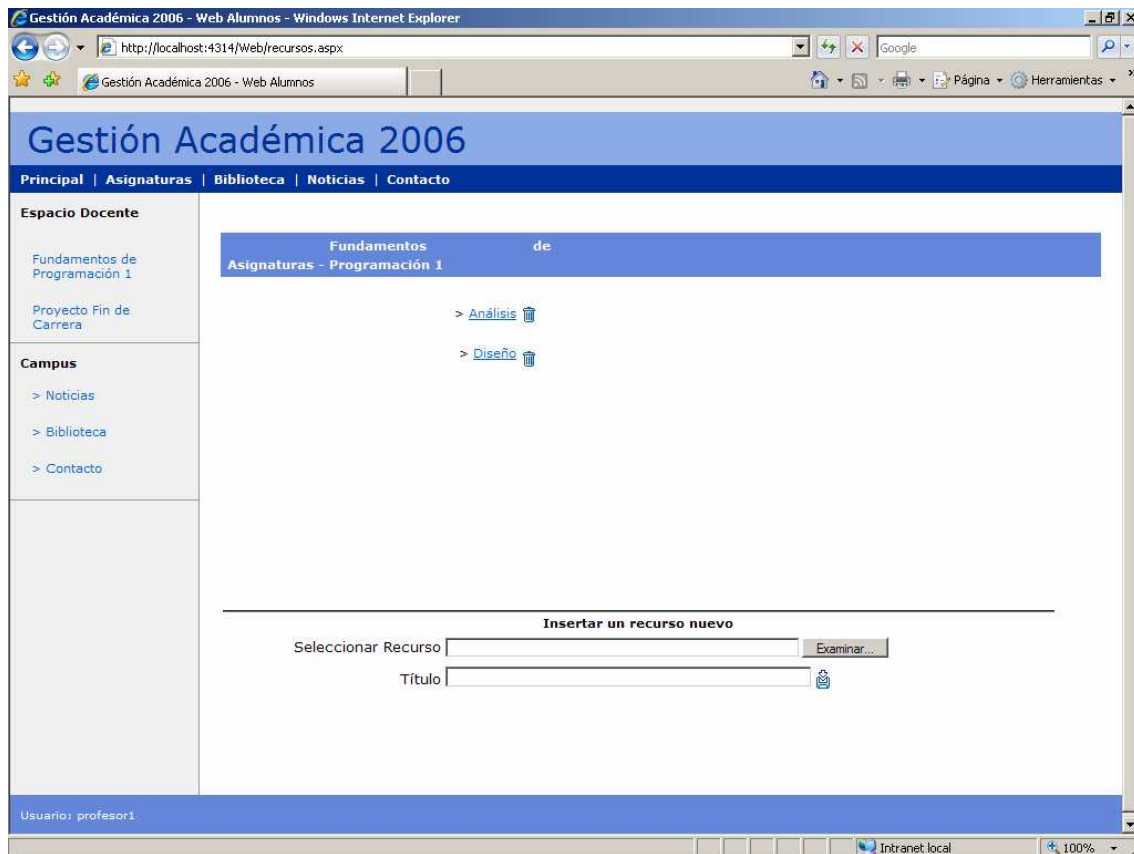 Gestión Académica 2006 - Web Alumnos - Windows Internet Explorer
http://localhost:4314/Web/recursos.aspx
Google
Gestión Académica 2006 - Web Alumnos
Página
Herramientas
Gestión Académica 2006
Principal | Asignaturas | Biblioteca | Noticias | Contacto
Espacio Docente
Fundamentos de
Programación 1
Proyecto Fin de
Carrera
Campus
> Noticias
> Biblioteca
> Contacto
Fundamentos de
Asignaturas - Programación 1
> Análisis
> Diseño
Insertar un recurso nuevo
Seleccionar Recurso
Examinar...
Título
Usuario: profesor1
Intranet local
100%